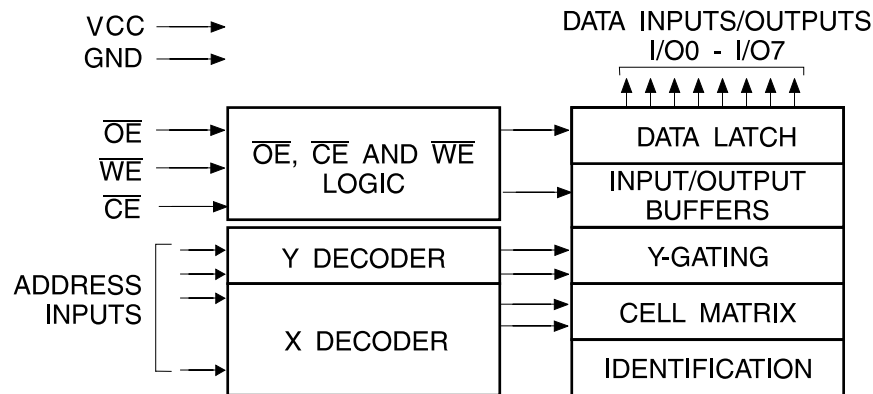 VCC
GND
DATA INPUTS/OUTPUTS
I/O0 - I/O7
OE
WE
CE
OE, CE AND WE
LOGIC
DATA LATCH
INPUT/OUTPUT
BUFFERS
ADDRESS
INPUTS
Y DECODER
Y-GATING
X DECODER
CELL MATRIX
IDENTIFICATION